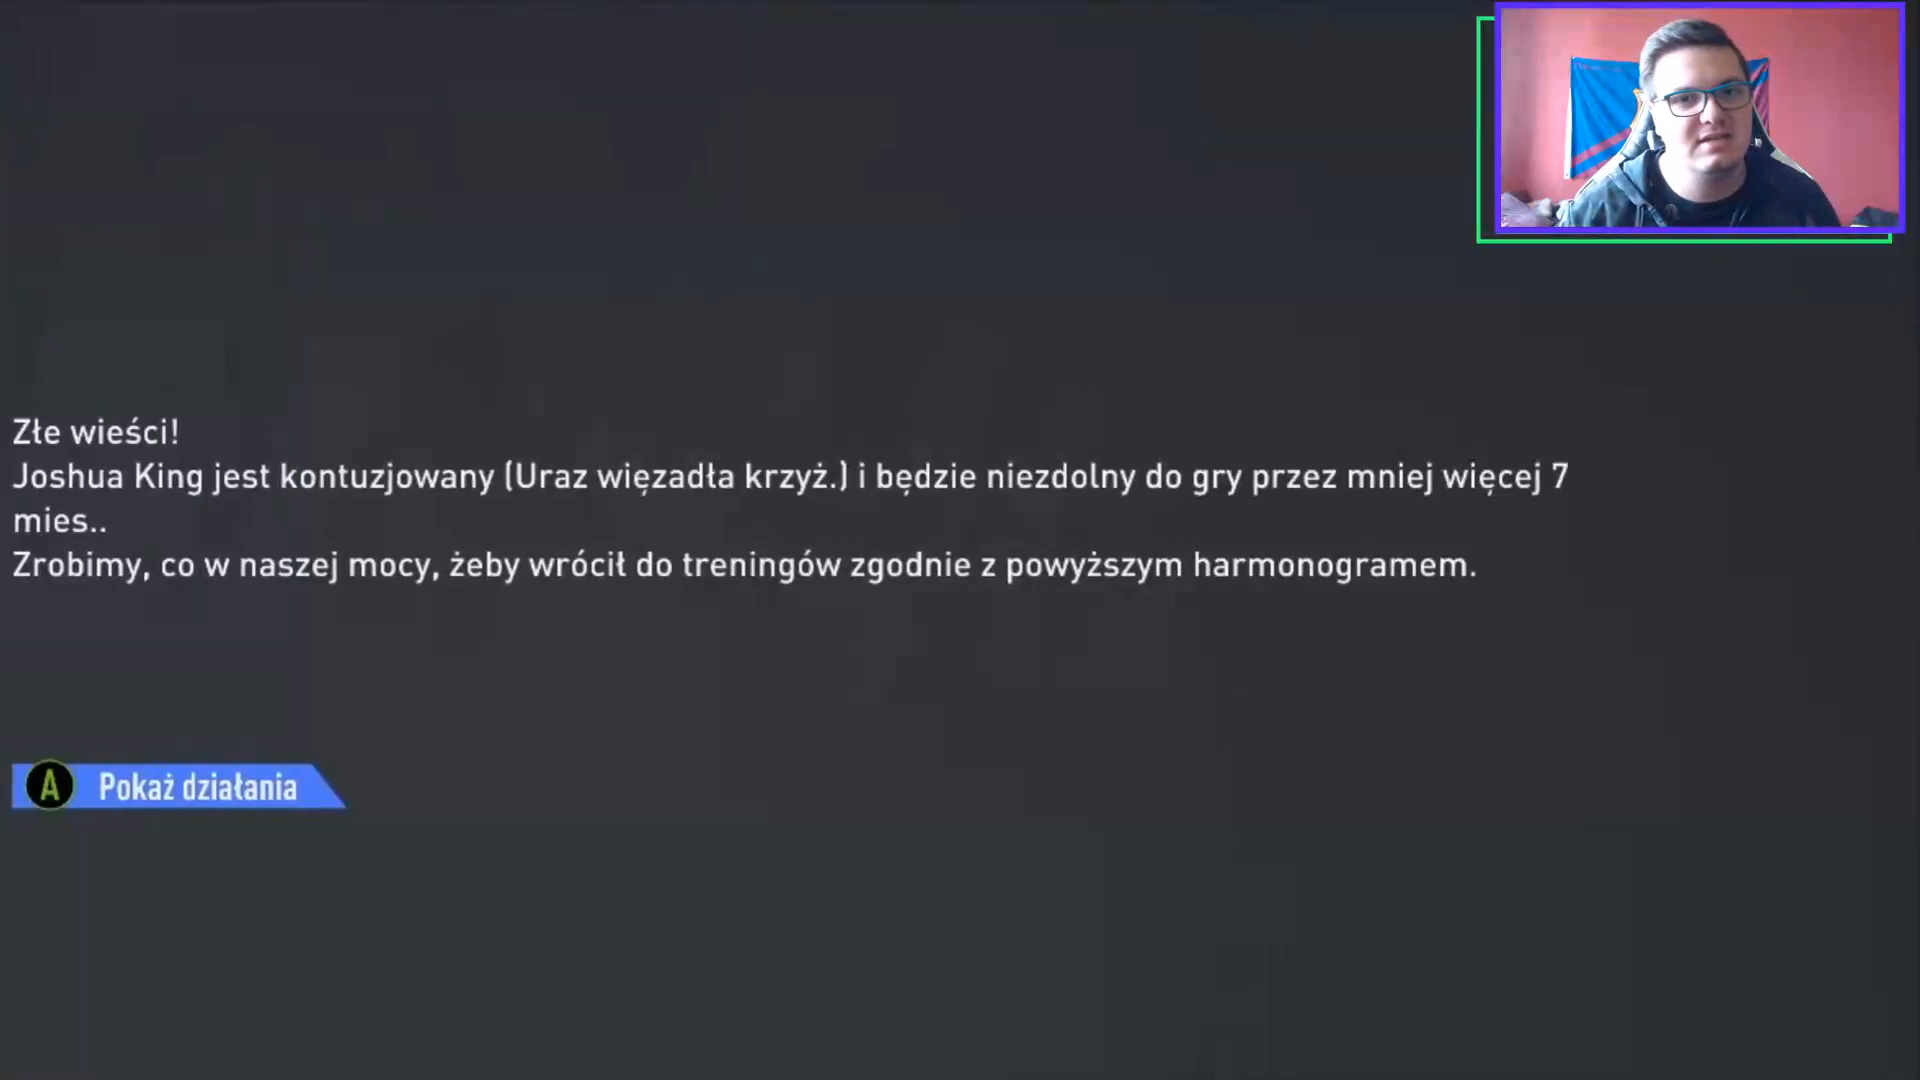 Złe wieści!
Joshua King jest kontuzjowany (Uraz więzadła krzyż.) i będzie niezdolny do gry przez mniej więcej 7
mies..
Zrobimy, co w naszej mocy, żeby wrócił do treningów zgodnie z powyższym harmonogramem.
A Pokaż działania